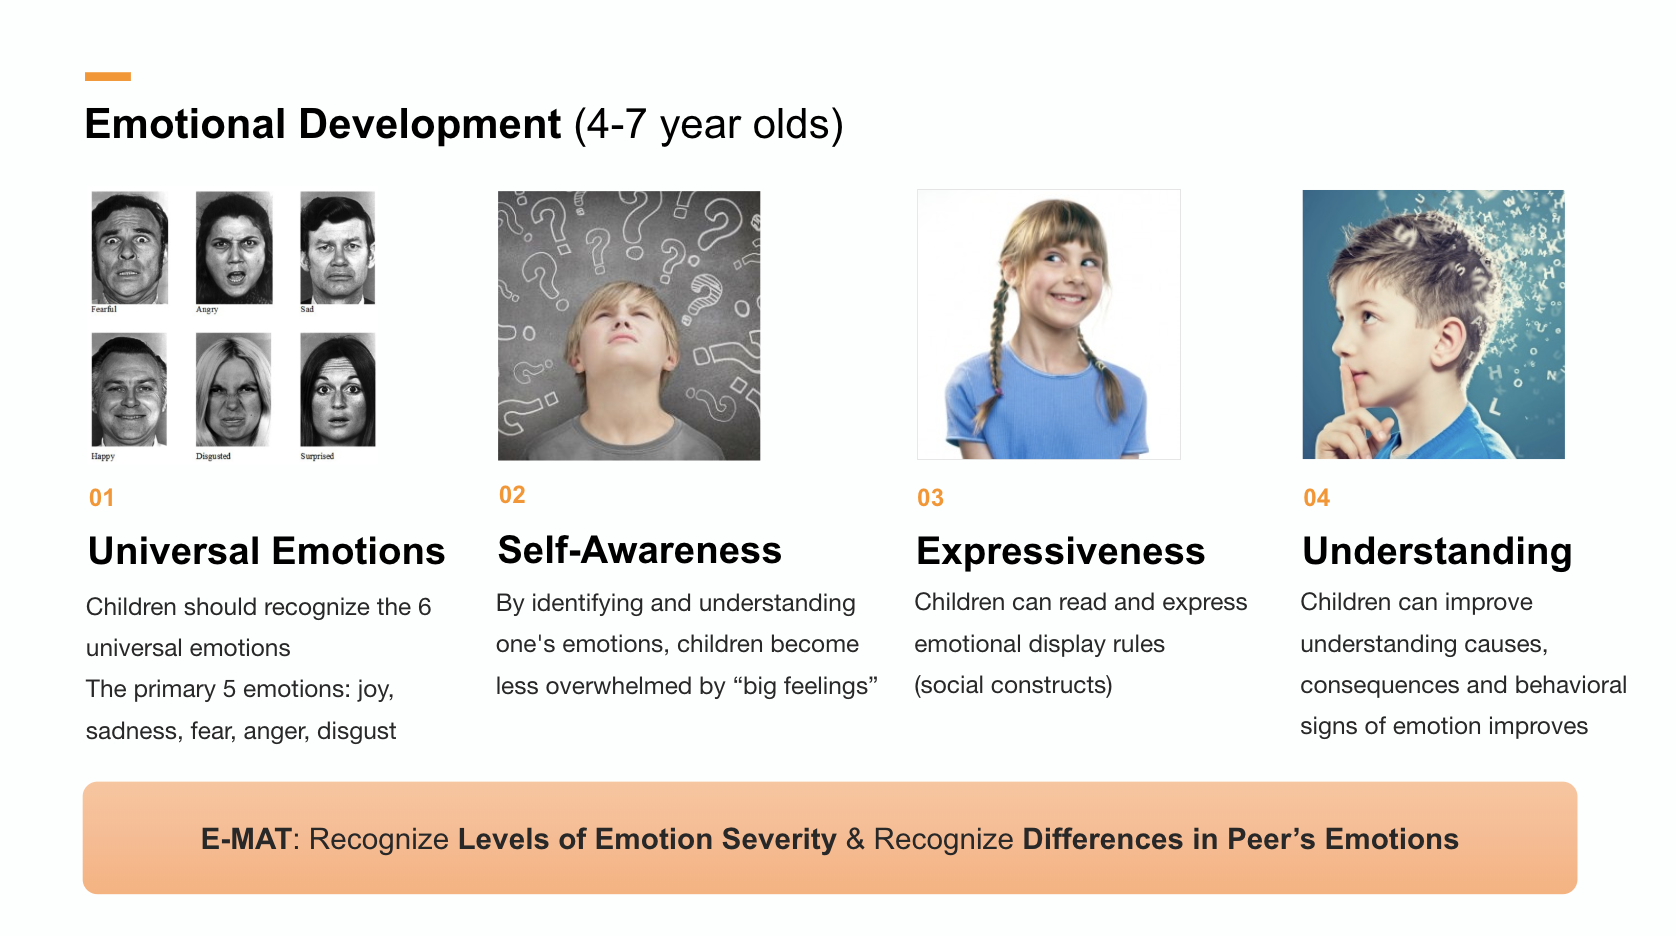 Emotional Development (4-7 year olds)
Fearful
Angry
Sad
Happy
Disgusted
Surprised
01
Universal Emotions
Children should recognize the 6
universal emotions
The primary 5 emotions: joy,
sadness, fear, anger, disgust
02
Self-Awareness
By identifying and understanding
one's emotions, children become
less overwhelmed by “big feelings”
03
Expressiveness
Children can read and express
emotional display rules
(social constructs)
04
Understanding
Children can improve
understanding causes,
consequences and behavioral
signs of emotion improves
E-MAT: Recognize Levels of Emotion Severity & Recognize Differences in Peer’s Emotions